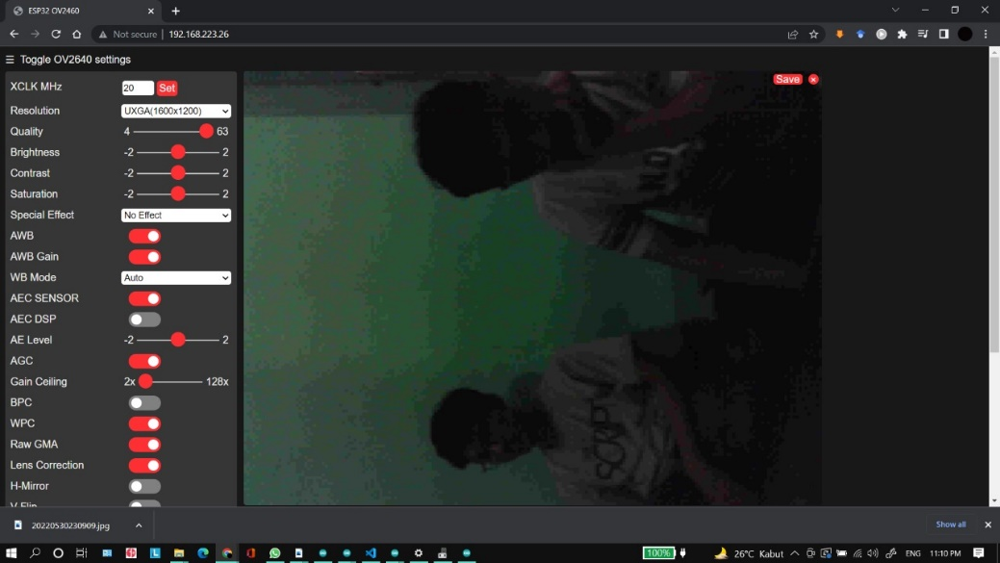 ESP32 OV2460
Not secure | 192.168.223.26
Toggle OV2640 settings
XCLK MHz 20 Set
Resolution UXGA(1600x1200)
Quality 4 63
Brightness -2 2
Contrast -2 2
Saturation -2 2
Special Effect No Effect
AWB
AWB Gain
WB Mode Auto
AEC SENSOR
AEC DSP
AE Level -2 2
AGC
Gain Ceiling 2x 128x
BPC
WPC
Raw GMA
Lens Correction
H-Mirror
V-Flip
Save
SCRIPT
20220530230909.jpg
Show all
100%
26°C Kabut
ENG 11:10 PM